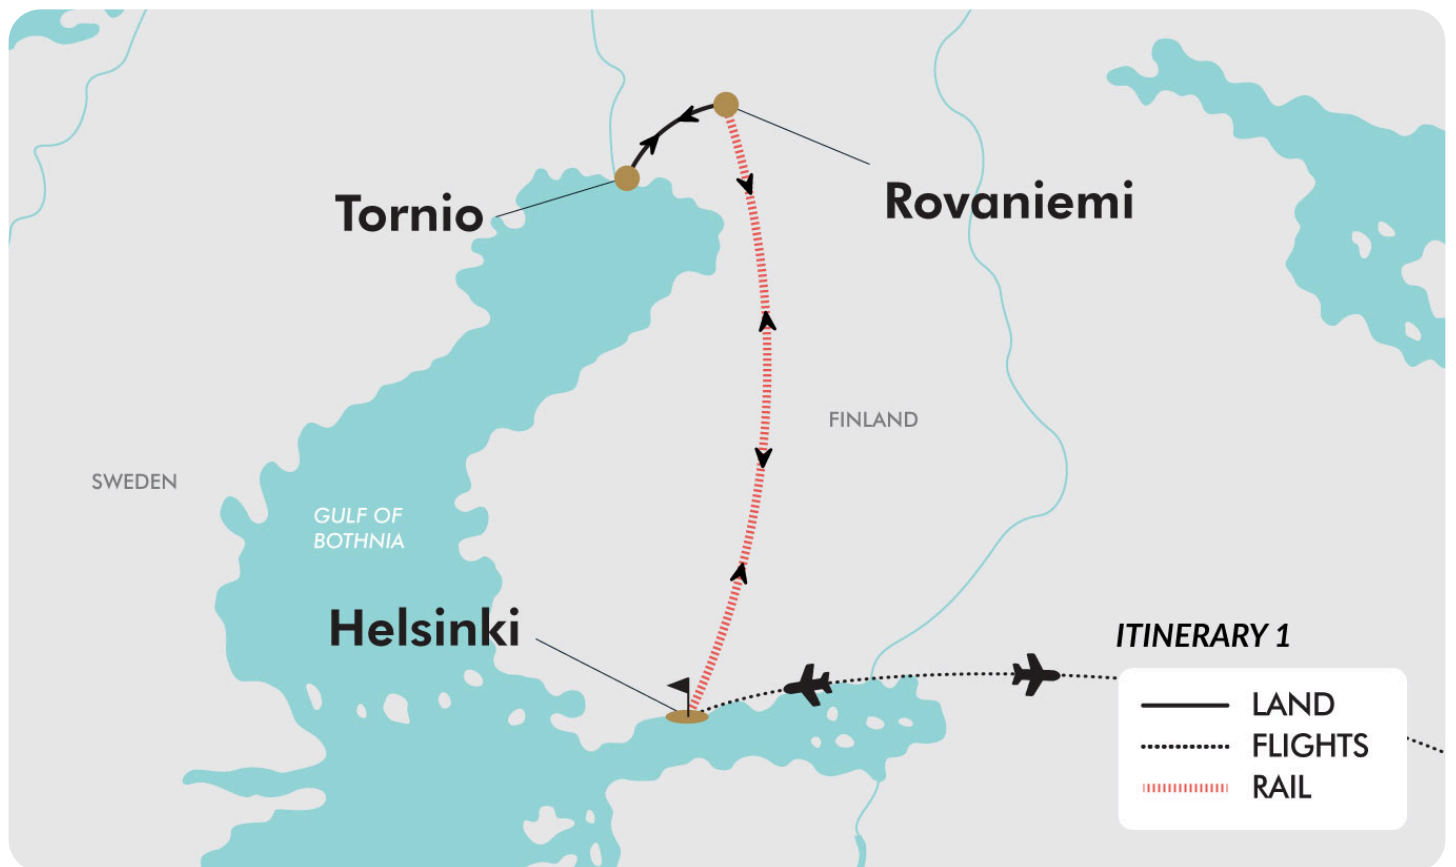 Rovaniemi
Tornio
FINLAND
SWEDEN
GULF OF
BOTHNIA
Helsinki
ITINERARY 1
LAND
FLIGHTS
RAIL